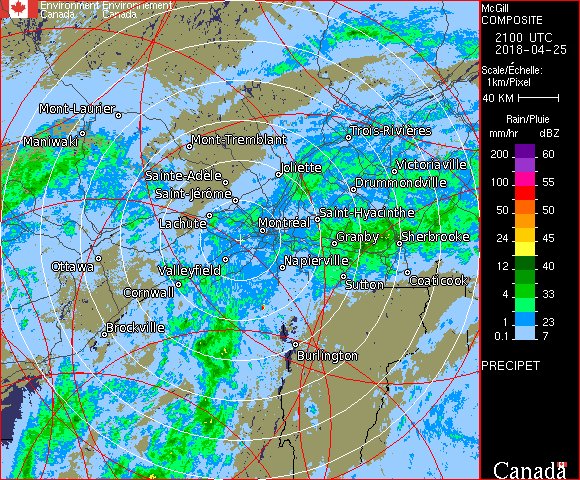 Environment Environnement
Canada Canada
McGill
COMPOSITE
2100 UTC
2018-04-25
Scale/Échelle:
1km/Pixel
40 KM
Rain/Pluie
mm/hr dBZ
200 60
100 55
50 50
24 45
12 40
4 33
1 23
0.1 7
PRECIPET
Canada
Mont-Laurier
Maniwaki
Mont-Tremblant
Trois-Rivières
Joliette
Victoriaville
Sainte-Adèle
Drummondville
Saint-Jérôme
Saint-Hyacinthe
Lachute
Montréal
Granby
Sherbrooke
Ottawa
Valleyfield
Napierville
Cornwall
Sutton
Coaticook
Brockville
Burlington